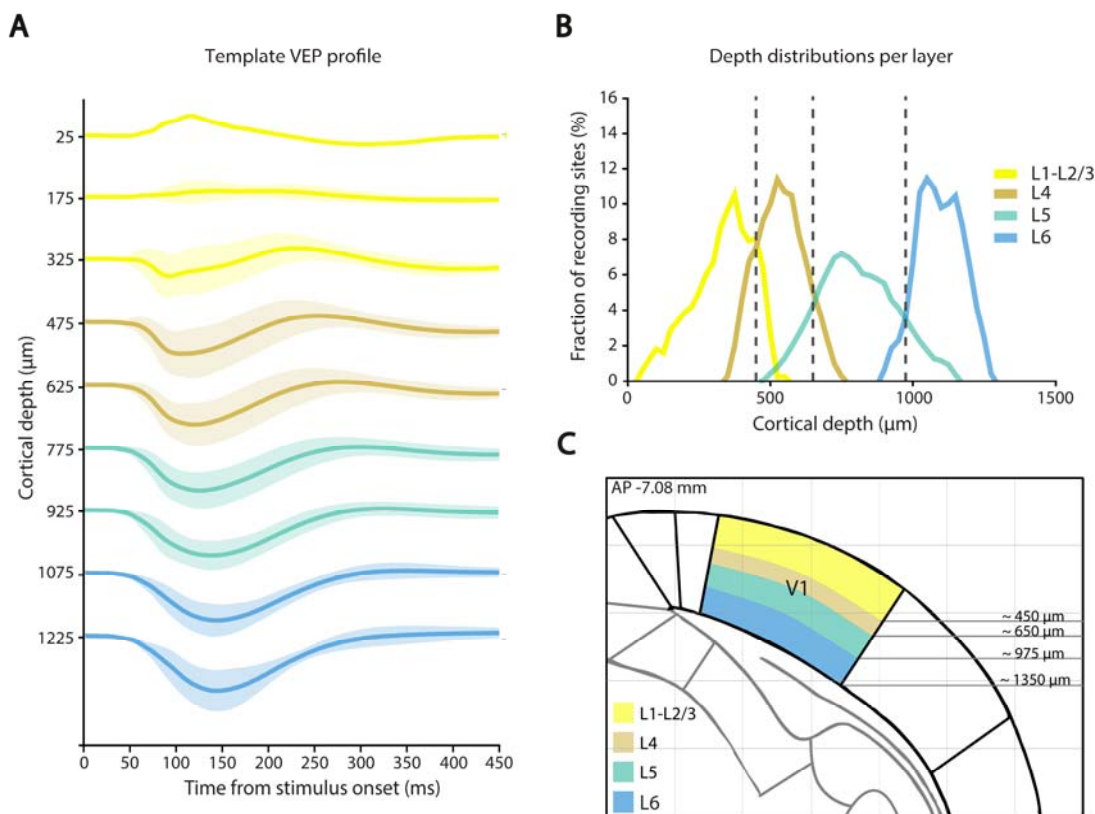 A
Template VEP profile
25
175
325
475
625
775
925
1075
1225
Cortical depth (µm)
0 50 100 150 200 250 300 350 400 450
Time from stimulus onset (ms)
B
Depth distributions per layer
16
14
12
10
8
6
4
2
0
Fraction of recording sites (%)
0 500 1000 1500
Cortical depth (µm)
L1-L2/3
L4
L5
L6
C
AP -7.08 mm
V1
~ 450 µm
~ 650 µm
~ 975 µm
~ 1350 µm
L1-L2/3
L4
L5
L6